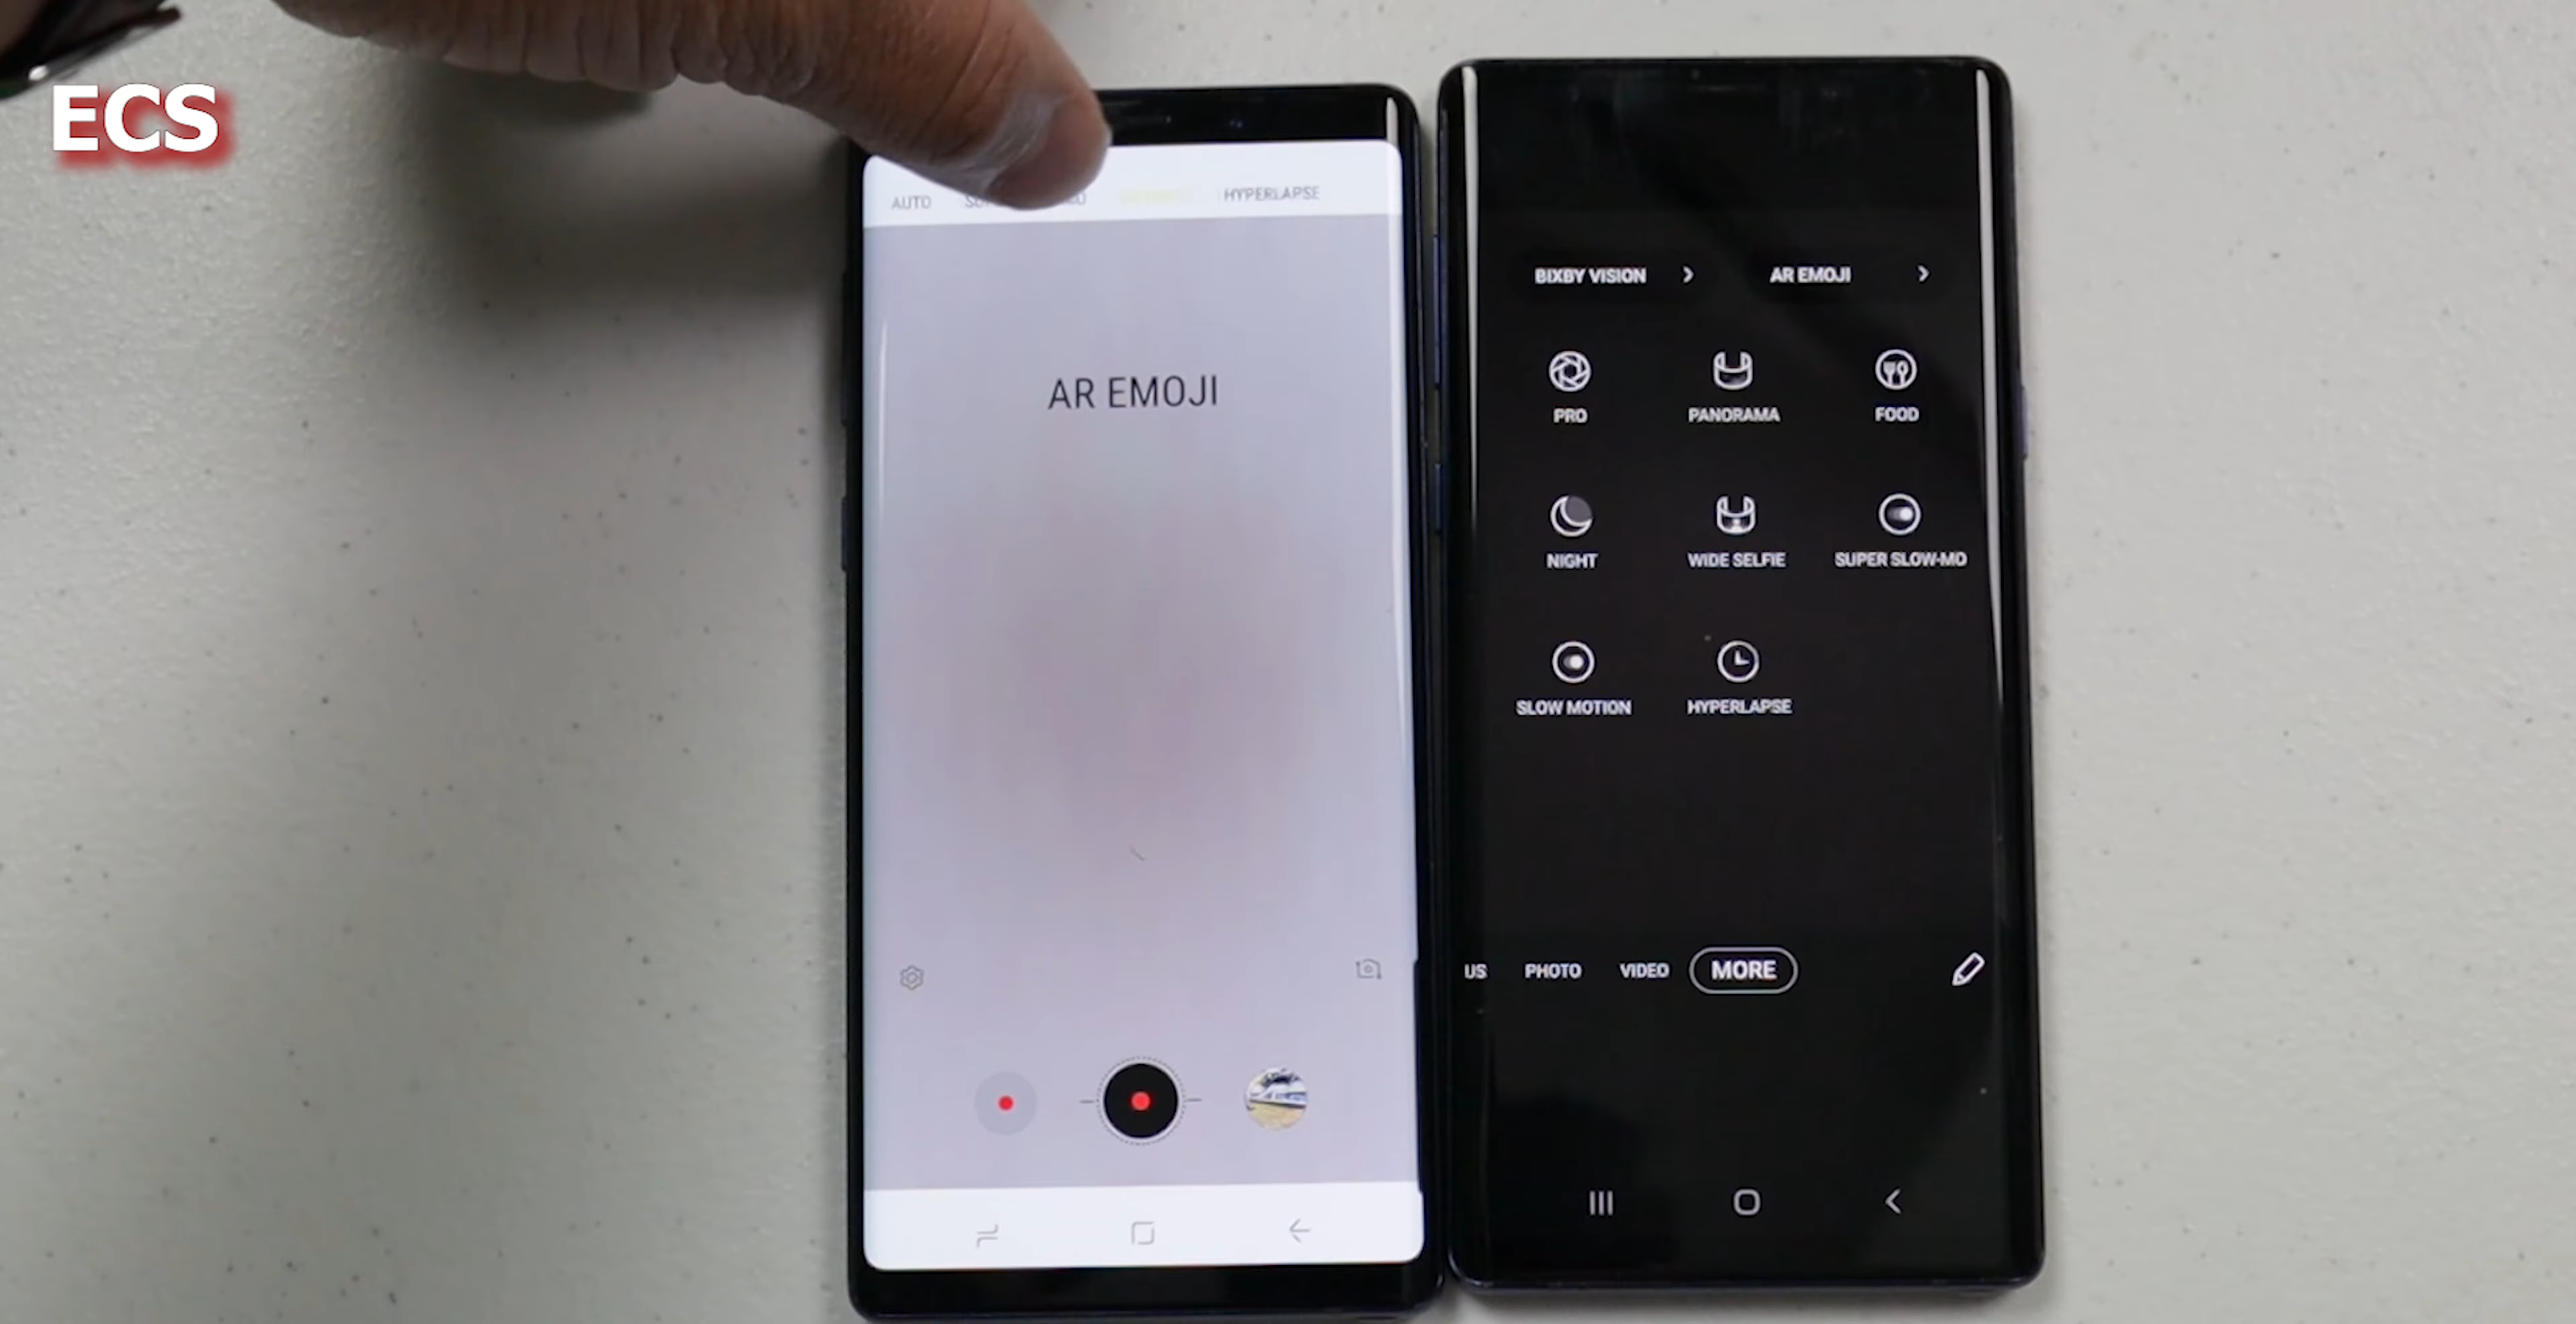 ECS
AUTO
HYPERLAPSE
AR EMOJI
BIXBY VISION
AR EMOJI
PRO
PANORAMA
FOOD
NIGHT
WIDE SELFIE
SUPER SLOW-MO
SLOW MOTION
HYPERLAPSE
US PHOTO VIDEO MORE